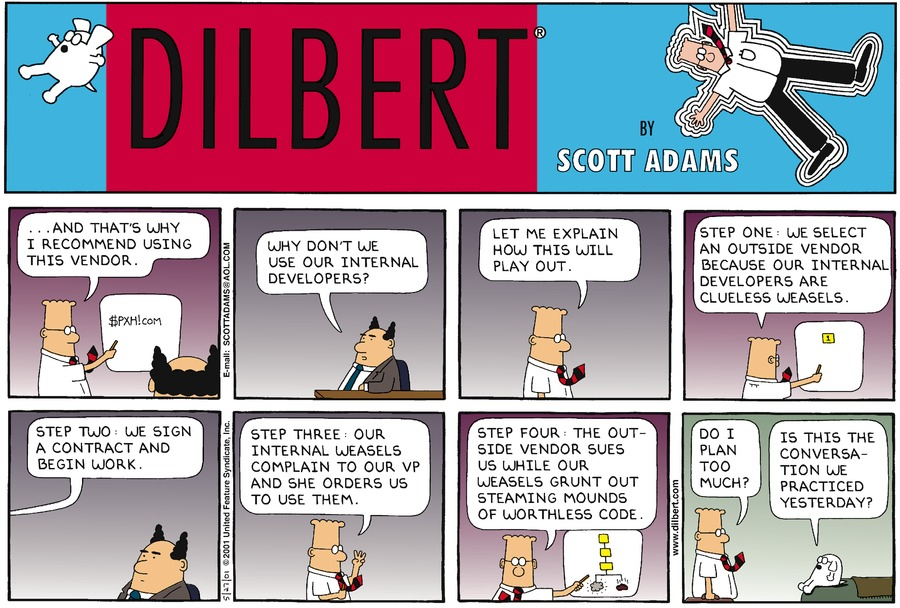 DILBERT®
BY
SCOTT ADAMS
...AND THAT'S WHY
I RECOMMEND USING
THIS VENDOR.
$PXH!COM
E-mail: SCOTTADAMS@AOL.COM
WHY DON'T WE
USE OUR INTERNAL
DEVELOPERS?
LET ME EXPLAIN
HOW THIS WILL
PLAY OUT.
STEP ONE: WE SELECT
AN OUTSIDE VENDOR
BECAUSE OUR INTERNAL
DEVELOPERS ARE
CLUELESS WEASELS.
1
STEP TWO: WE SIGN
A CONTRACT AND
BEGIN WORK.
© 2001 United Feature Syndicate, Inc.
STEP THREE: OUR
INTERNAL WEASELS
COMPLAIN TO OUR VP
AND SHE ORDERS US
TO USE THEM.
STEP FOUR: THE OUT-
SIDE VENDOR SUES
US WHILE OUR
WEASELS GRUNT OUT
STEAMING MOUNDS
OF WORTHLESS CODE.
www.dilbert.com
DO I
PLAN
TOO
MUCH?
IS THIS THE
CONVERSA-
TION WE
PRACTICED
YESTERDAY?